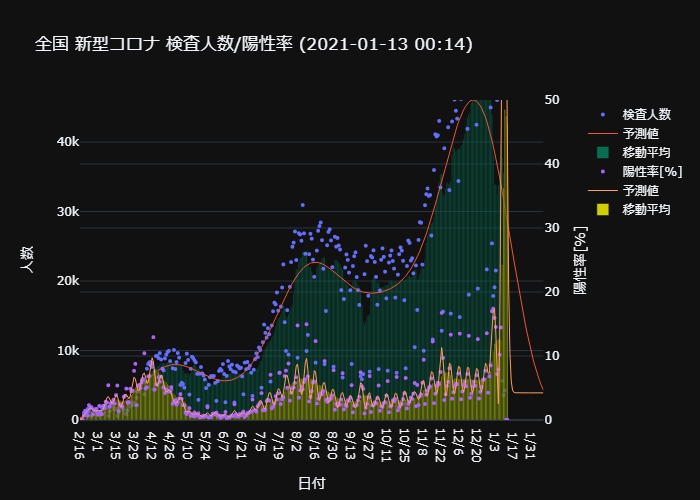 全国 新型コロナ 検査人数/陽性率 (2021-01-13 00:14)
50
40
30
20
10
0
陽性率[%]
検査人数
予測値
移動平均
陽性率[%]
予測値
移動平均
40k
30k
20k
10k
0
人数
2/16
3/1
3/15
3/29
4/12
4/26
5/10
5/24
6/7
6/21
7/5
7/19
8/2
8/16
8/30
9/13
9/27
10/11
10/25
11/8
11/22
12/6
12/20
1/3
1/17
1/31
日付